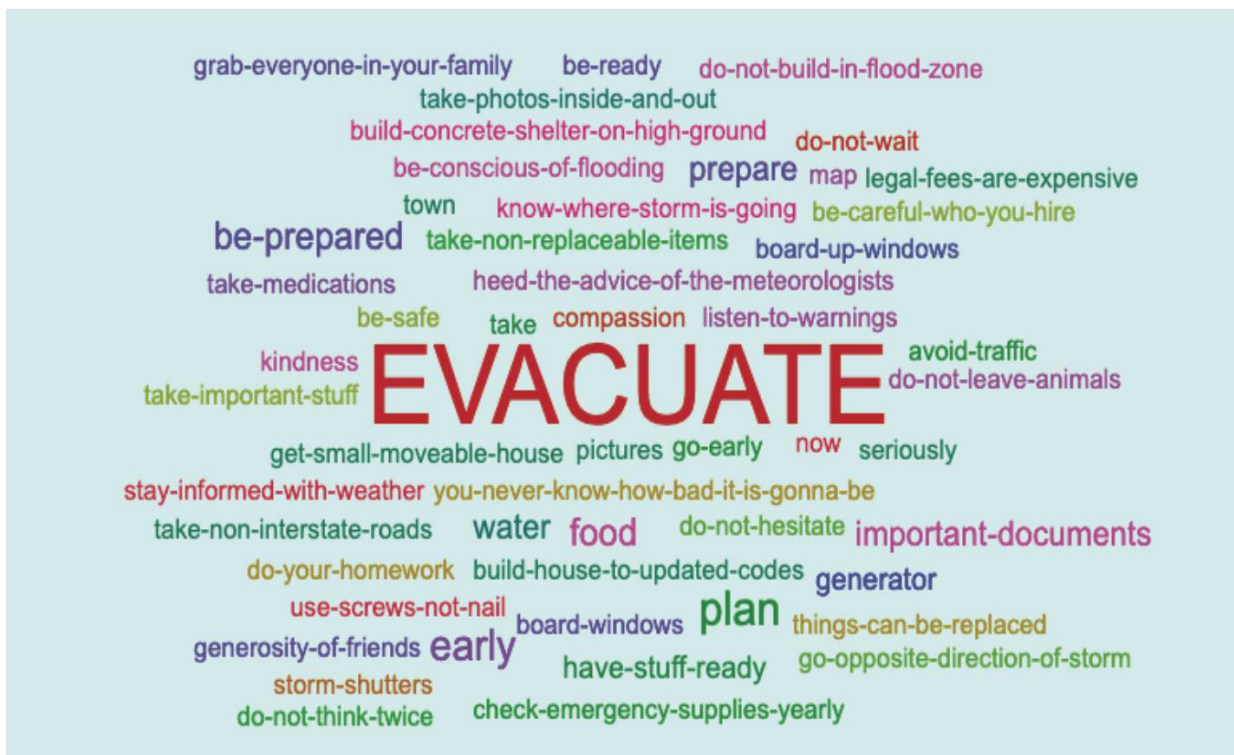 grab-everyone-in-your-family be-ready do-not-build-in-flood-zone
take-photos-inside-and-out
build-concrete-shelter-on-high-ground do-not-wait
be-conscious-of-flooding prepare map legal-fees-are-expensive
town know-where-storm-is-going be-careful-who-you-hire
be-prepared take-non-replaceable-items board-up-windows
take-medications heed-the-advice-of-the-meteorologists
be-safe take compassion listen-to-warnings
kindness EVACUATE avoid-traffic
take-important-stuff do-not-leave-animals
get-small-moveable-house pictures go-early now seriously
stay-informed-with-weather you-never-know-how-bad-it-is-gonna-be
take-non-interstate-roads water food do-not-hesitate important-documents
do-your-homework build-house-to-updated-codes generator
use-screws-not-nail board-windows plan things-can-be-replaced
generosity-of-friends early have-stuff-ready go-opposite-direction-of-storm
storm-shutters
do-not-think-twice check-emergency-supplies-yearly